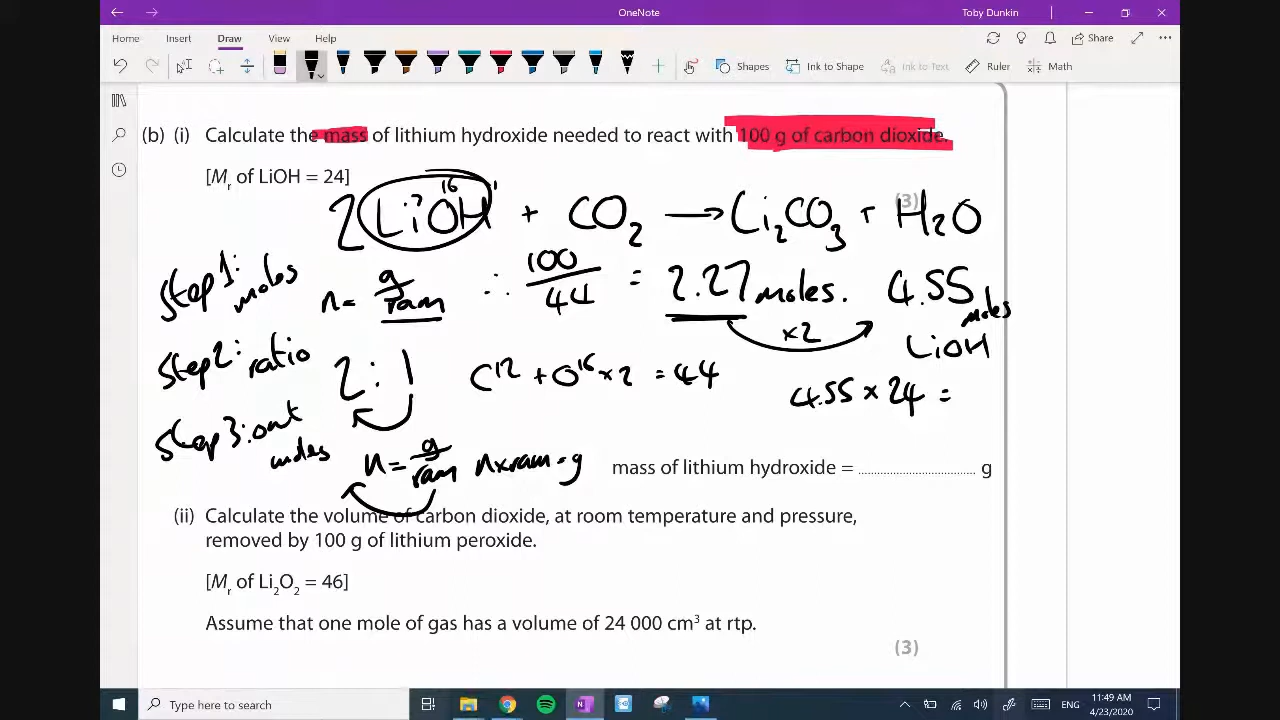 OneNote
Toby Dunkin
Home Insert Draw View Help
Share
Shapes Ink to Shape Ink to Text Ruler Math
(b) (i) Calculate the mass of lithium hydroxide needed to react with 100 g of carbon dioxide.
[Mr of LiOH = 24]
(3)
7 16 1
2LiOH + CO2 → Li2CO3 + H2O
Step 1: moles
n = g/ram ∴ 100/44 = 2.27 moles. 4.55 moles LiOH
×2
Step 2: ratio
2:1 C12 + O16 × 2 = 44
4.55 × 24 =
Step 3: ont moles
n = g/ram n×ram=g
mass of lithium hydroxide = .................................... g
(ii) Calculate the volume of carbon dioxide, at room temperature and pressure,
removed by 100 g of lithium peroxide.
[Mr of Li2O2 = 46]
Assume that one mole of gas has a volume of 24 000 cm³ at rtp.
(3)
Type here to search
ENG
11:49 AM
4/23/2020